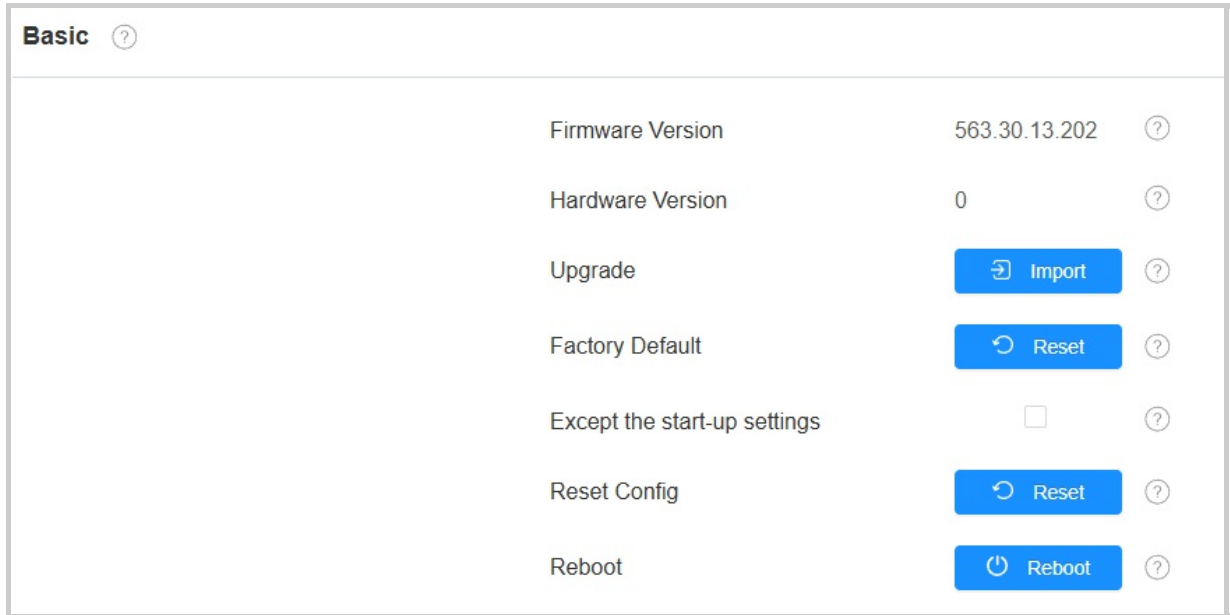 Basic ?
Firmware Version 563.30.13.202 ?
Hardware Version 0 ?
Upgrade Import ?
Factory Default Reset ?
Except the start-up settings ?
Reset Config Reset ?
Reboot Reboot ?